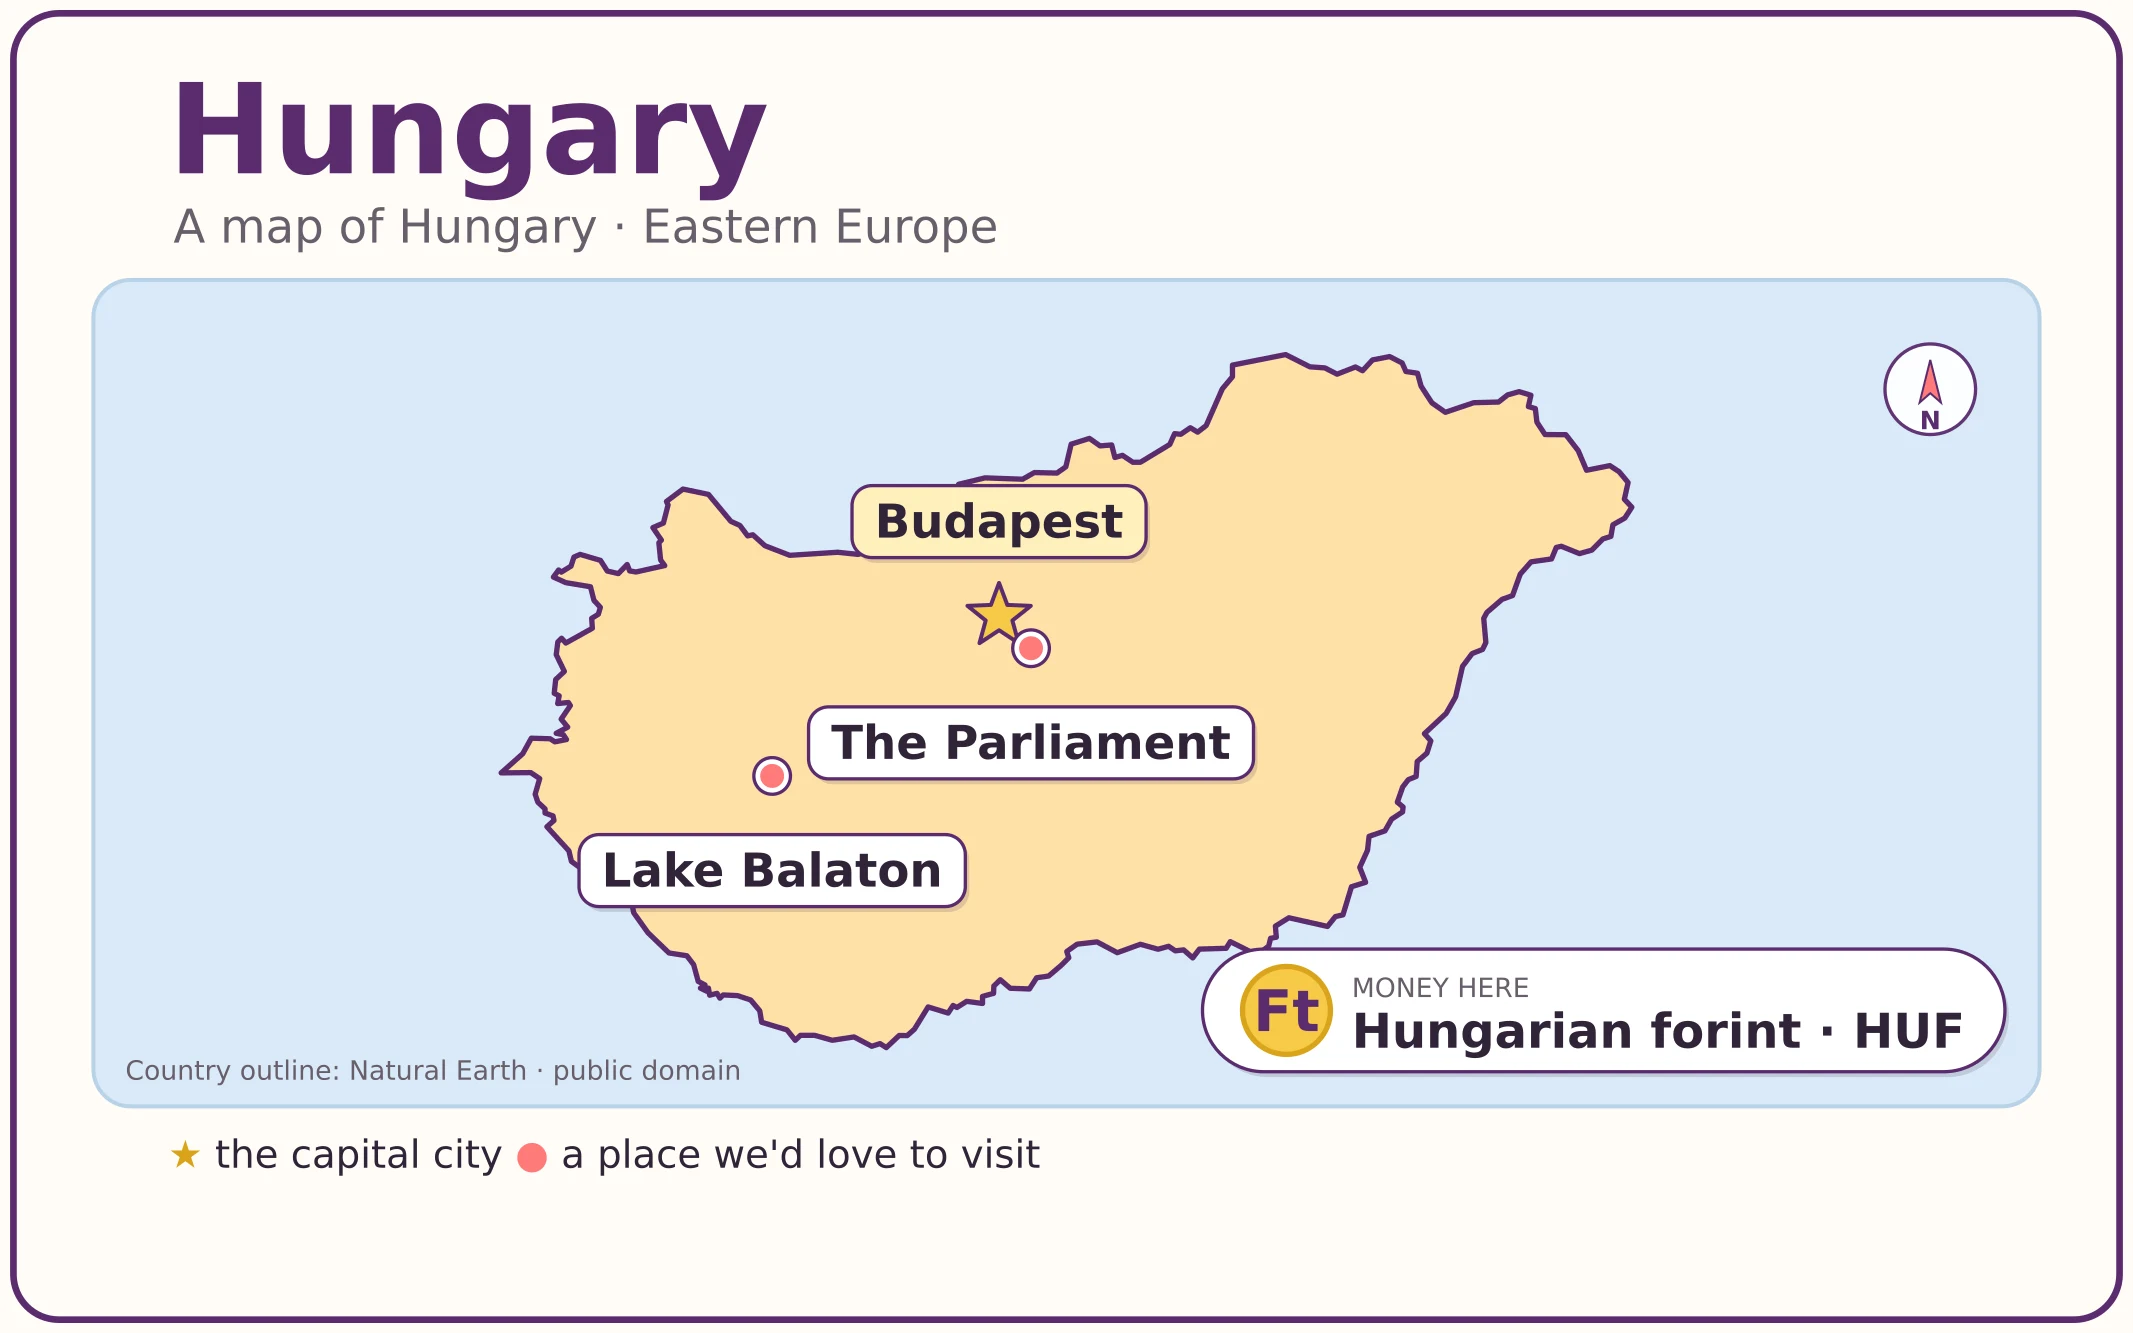 Hungary
A map of Hungary · Eastern Europe
N
Budapest
The Parliament
Lake Balaton
Ft
MONEY HERE
Hungarian forint · HUF
Country outline: Natural Earth · public domain
★ the capital city ● a place we'd love to visit